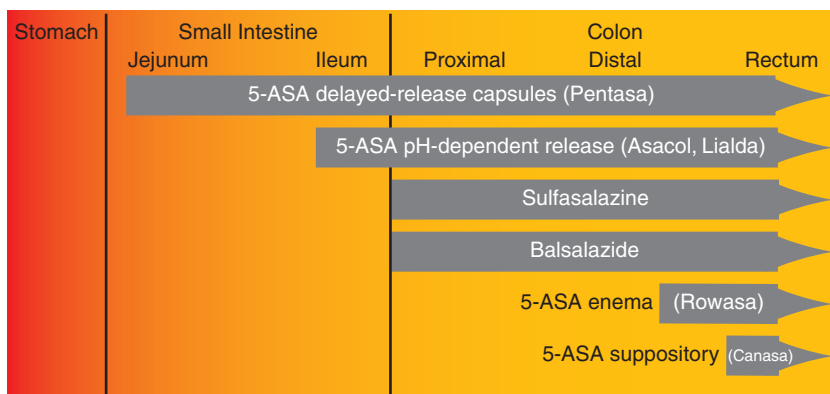 Stomach Small Intestine Colon
Jejunum Ileum Proximal Distal Rectum
5-ASA delayed-release capsules (Pentasa)
5-ASA pH-dependent release (Asacol, Lialda)
Sulfasalazine
Balsalazide
5-ASA enema (Rowasa)
5-ASA suppository (Canasa)